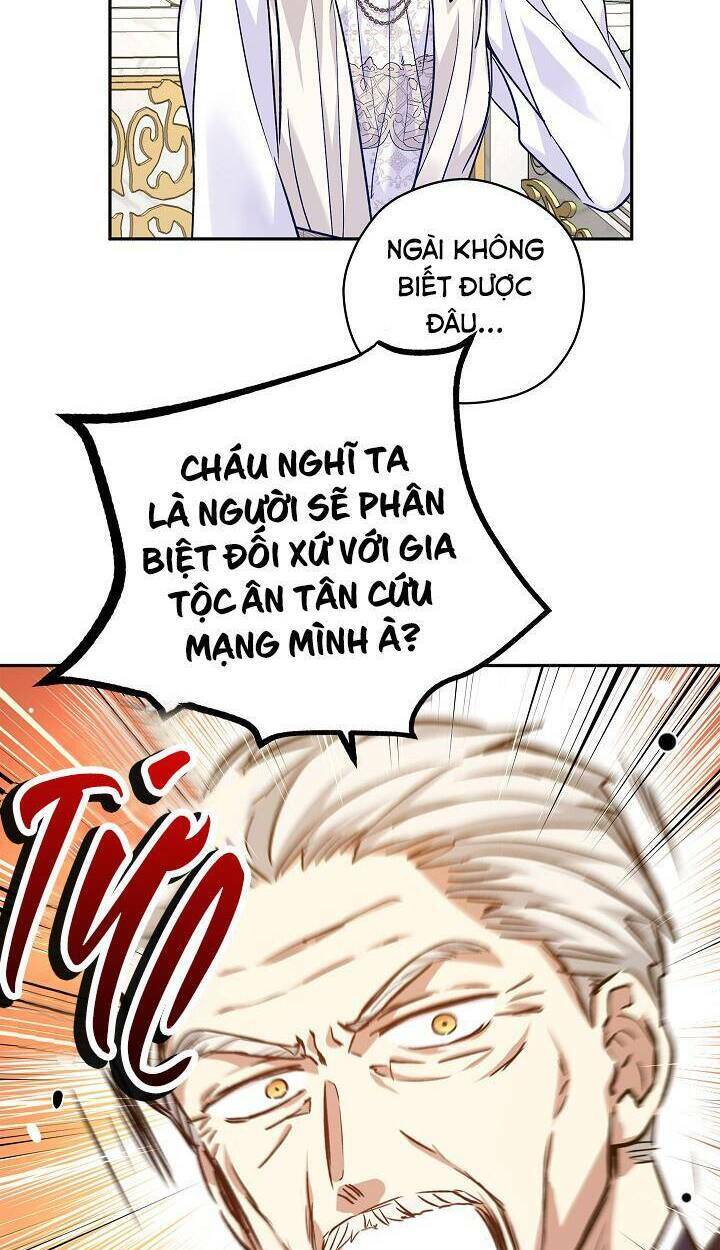 NGÀI KHÔNG
BIẾT ĐƯỢC
ĐÂU...
CHÁU NGHĨ TA
LÀ NGƯỜI SẼ PHÂN
BIỆT ĐỐI XỨ VỚI GIA
TỘC ÂN TÂN CỨU
MẠNG MÌNH À?
TỨC